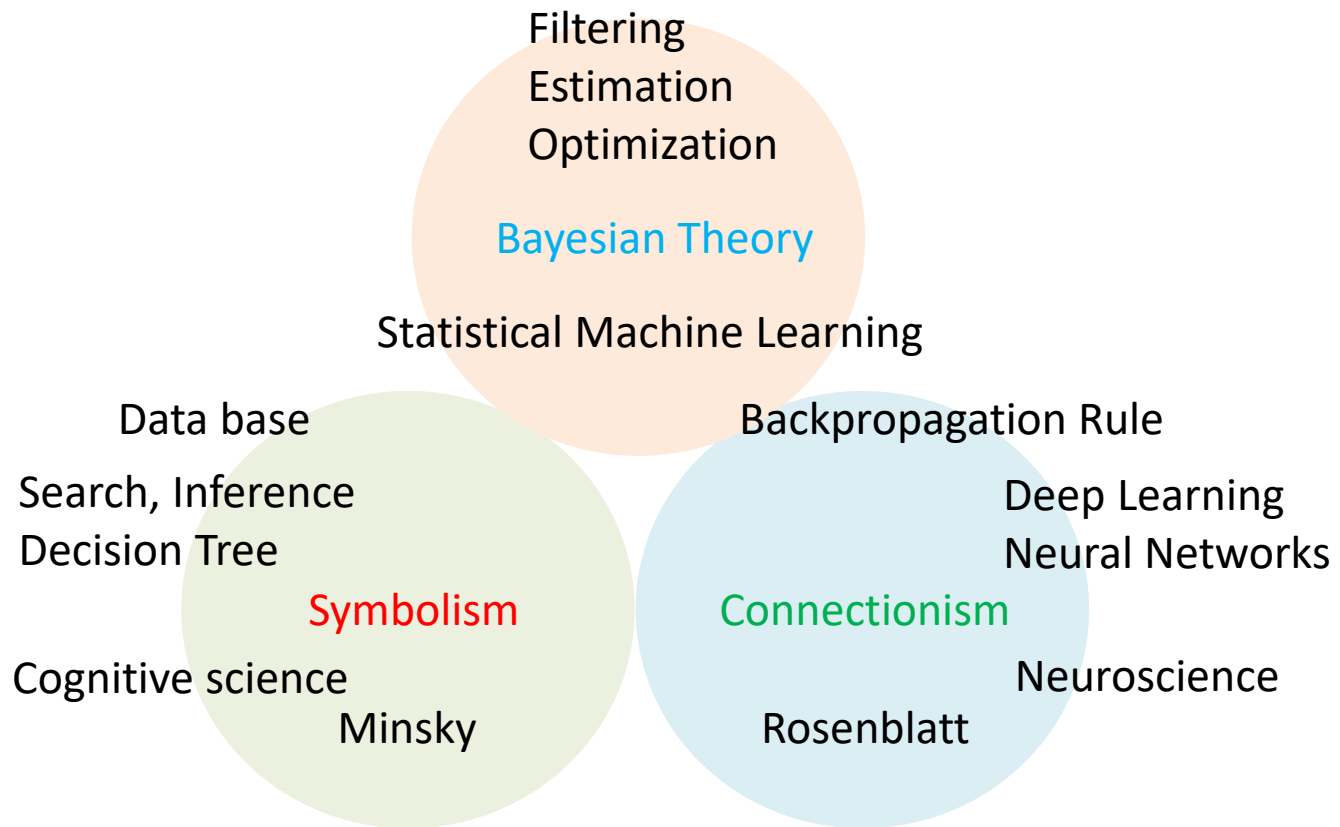 Filtering
Estimation
Optimization
Bayesian Theory
Statistical Machine Learning
Data base
Search, Inference
Decision Tree
Symbolism
Cognitive science
Minsky
Backpropagation Rule
Deep Learning
Neural Networks
Connectionism
Neuroscience
Rosenblatt